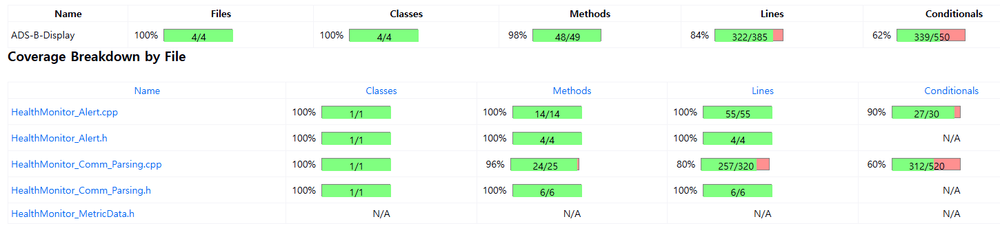 Name Files Classes Methods Lines Conditionals
ADS-B-Display 100% 4/4 100% 4/4 98% 48/49 84% 322/385 62% 339/550
Coverage Breakdown by File
Name Classes Methods Lines Conditionals
HealthMonitor_Alert.cpp 100% 1/1 100% 14/14 100% 55/55 90% 27/30
HealthMonitor_Alert.h 100% 1/1 100% 4/4 100% 4/4 N/A
HealthMonitor_Comm_Parsing.cpp 100% 1/1 96% 24/25 80% 257/320 60% 312/520
HealthMonitor_Comm_Parsing.h 100% 1/1 100% 6/6 100% 6/6 N/A
HealthMonitor_MetricData.h N/A N/A N/A N/A